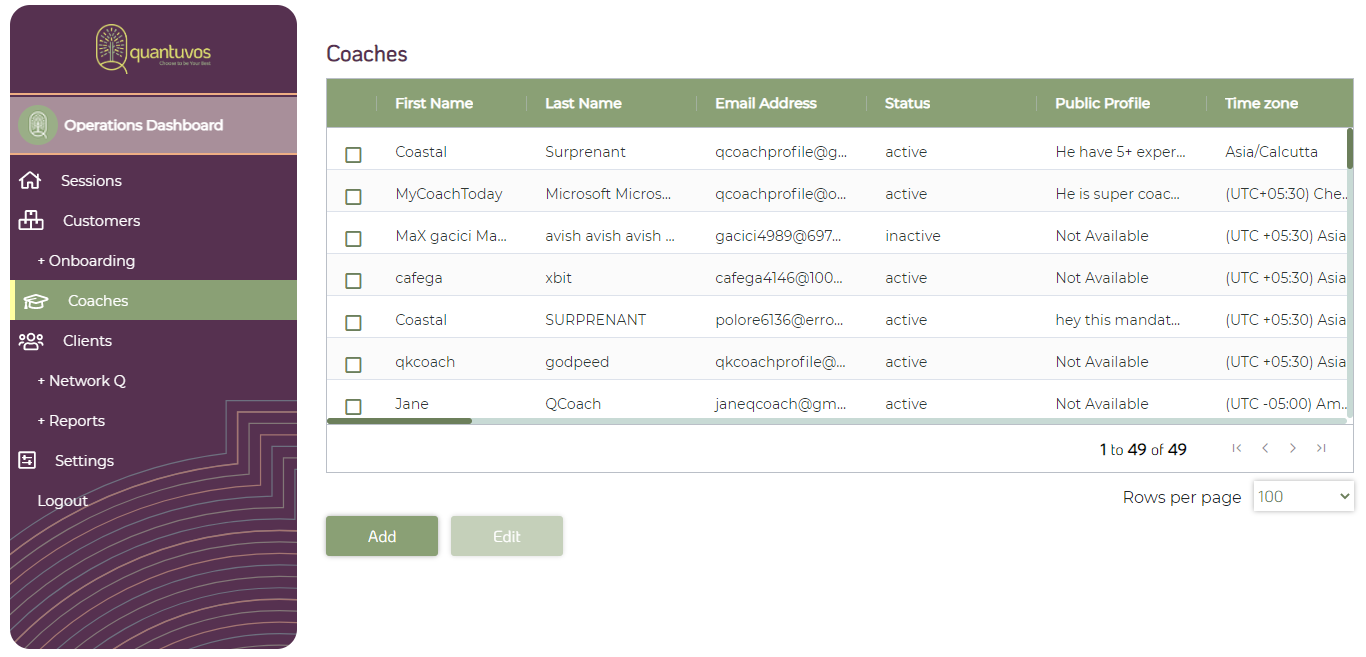 quantuvos
Choose to be Your Best
Operations Dashboard
Sessions
Customers
+ Onboarding
Coaches
Clients
+ Network Q
+ Reports
Settings
Logout
Coaches
First Name Last Name Email Address Status Public Profile Time zone
Coastal Surprenant qcoachprofile@g... active He have 5+ exper... Asia/Calcutta
MyCoachToday Microsoft Micros... qcoachprofile@o... active He is super coac... (UTC+05:30) Che...
MaX gacici Ma... avish avish avish ... gacici4989@697... inactive Not Available (UTC +05:30) Asia
cafega xbit cafega4146@100... active Not Available (UTC +05:30) Asia
Coastal SURPRENANT polore6136@erro... active hey this mandat... (UTC +05:30) Asia
qkcoach godpeed qkcoachprofile@... active Not Available (UTC +05:30) Asia
Jane QCoach janeqcoach@gm... active Not Available (UTC -05:00) Am...
1 to 49 of 49
Rows per page 100
Add Edit